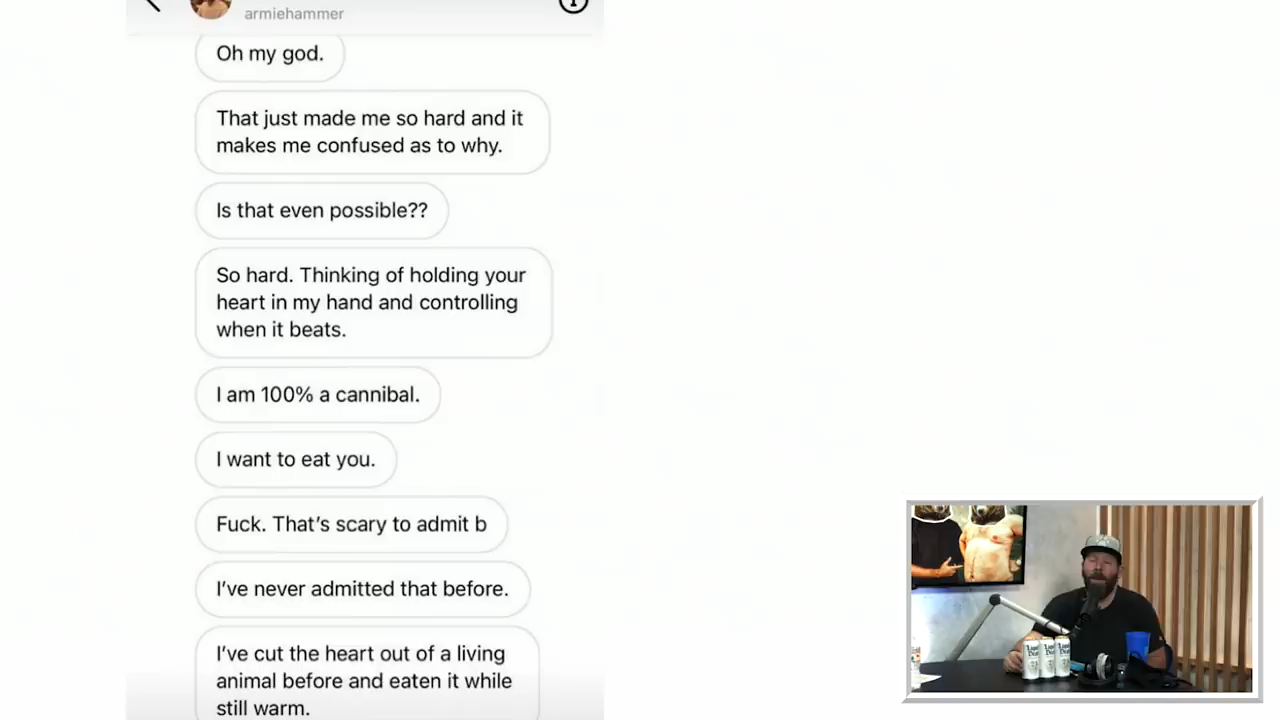 armiehammer
Oh my god.
That just made me so hard and it
makes me confused as to why.
Is that even possible??
So hard. Thinking of holding your
heart in my hand and controlling
when it beats.
I am 100% a cannibal.
I want to eat you.
Fuck. That's scary to admit b
I've never admitted that before.
I've cut the heart out of a living
animal before and eaten it while
still warm.